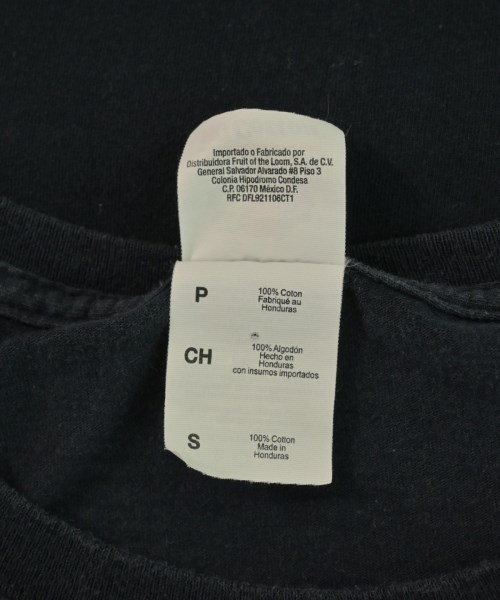 Importado o Fabricado por
Distribuidora Fruit of the Loom, S.A. de C.V.
General Salvador Alvarado #8 Piso 3
Colonia Hipodromo Condesa
C.P. 06170 México D.F.
RFC DFL921106CT1
P
100% Coton
Fabriqué au
Honduras
CH
100% Algodón
Hecho en
Honduras
con insumos importados
S
100% Cotton
Made in
Honduras